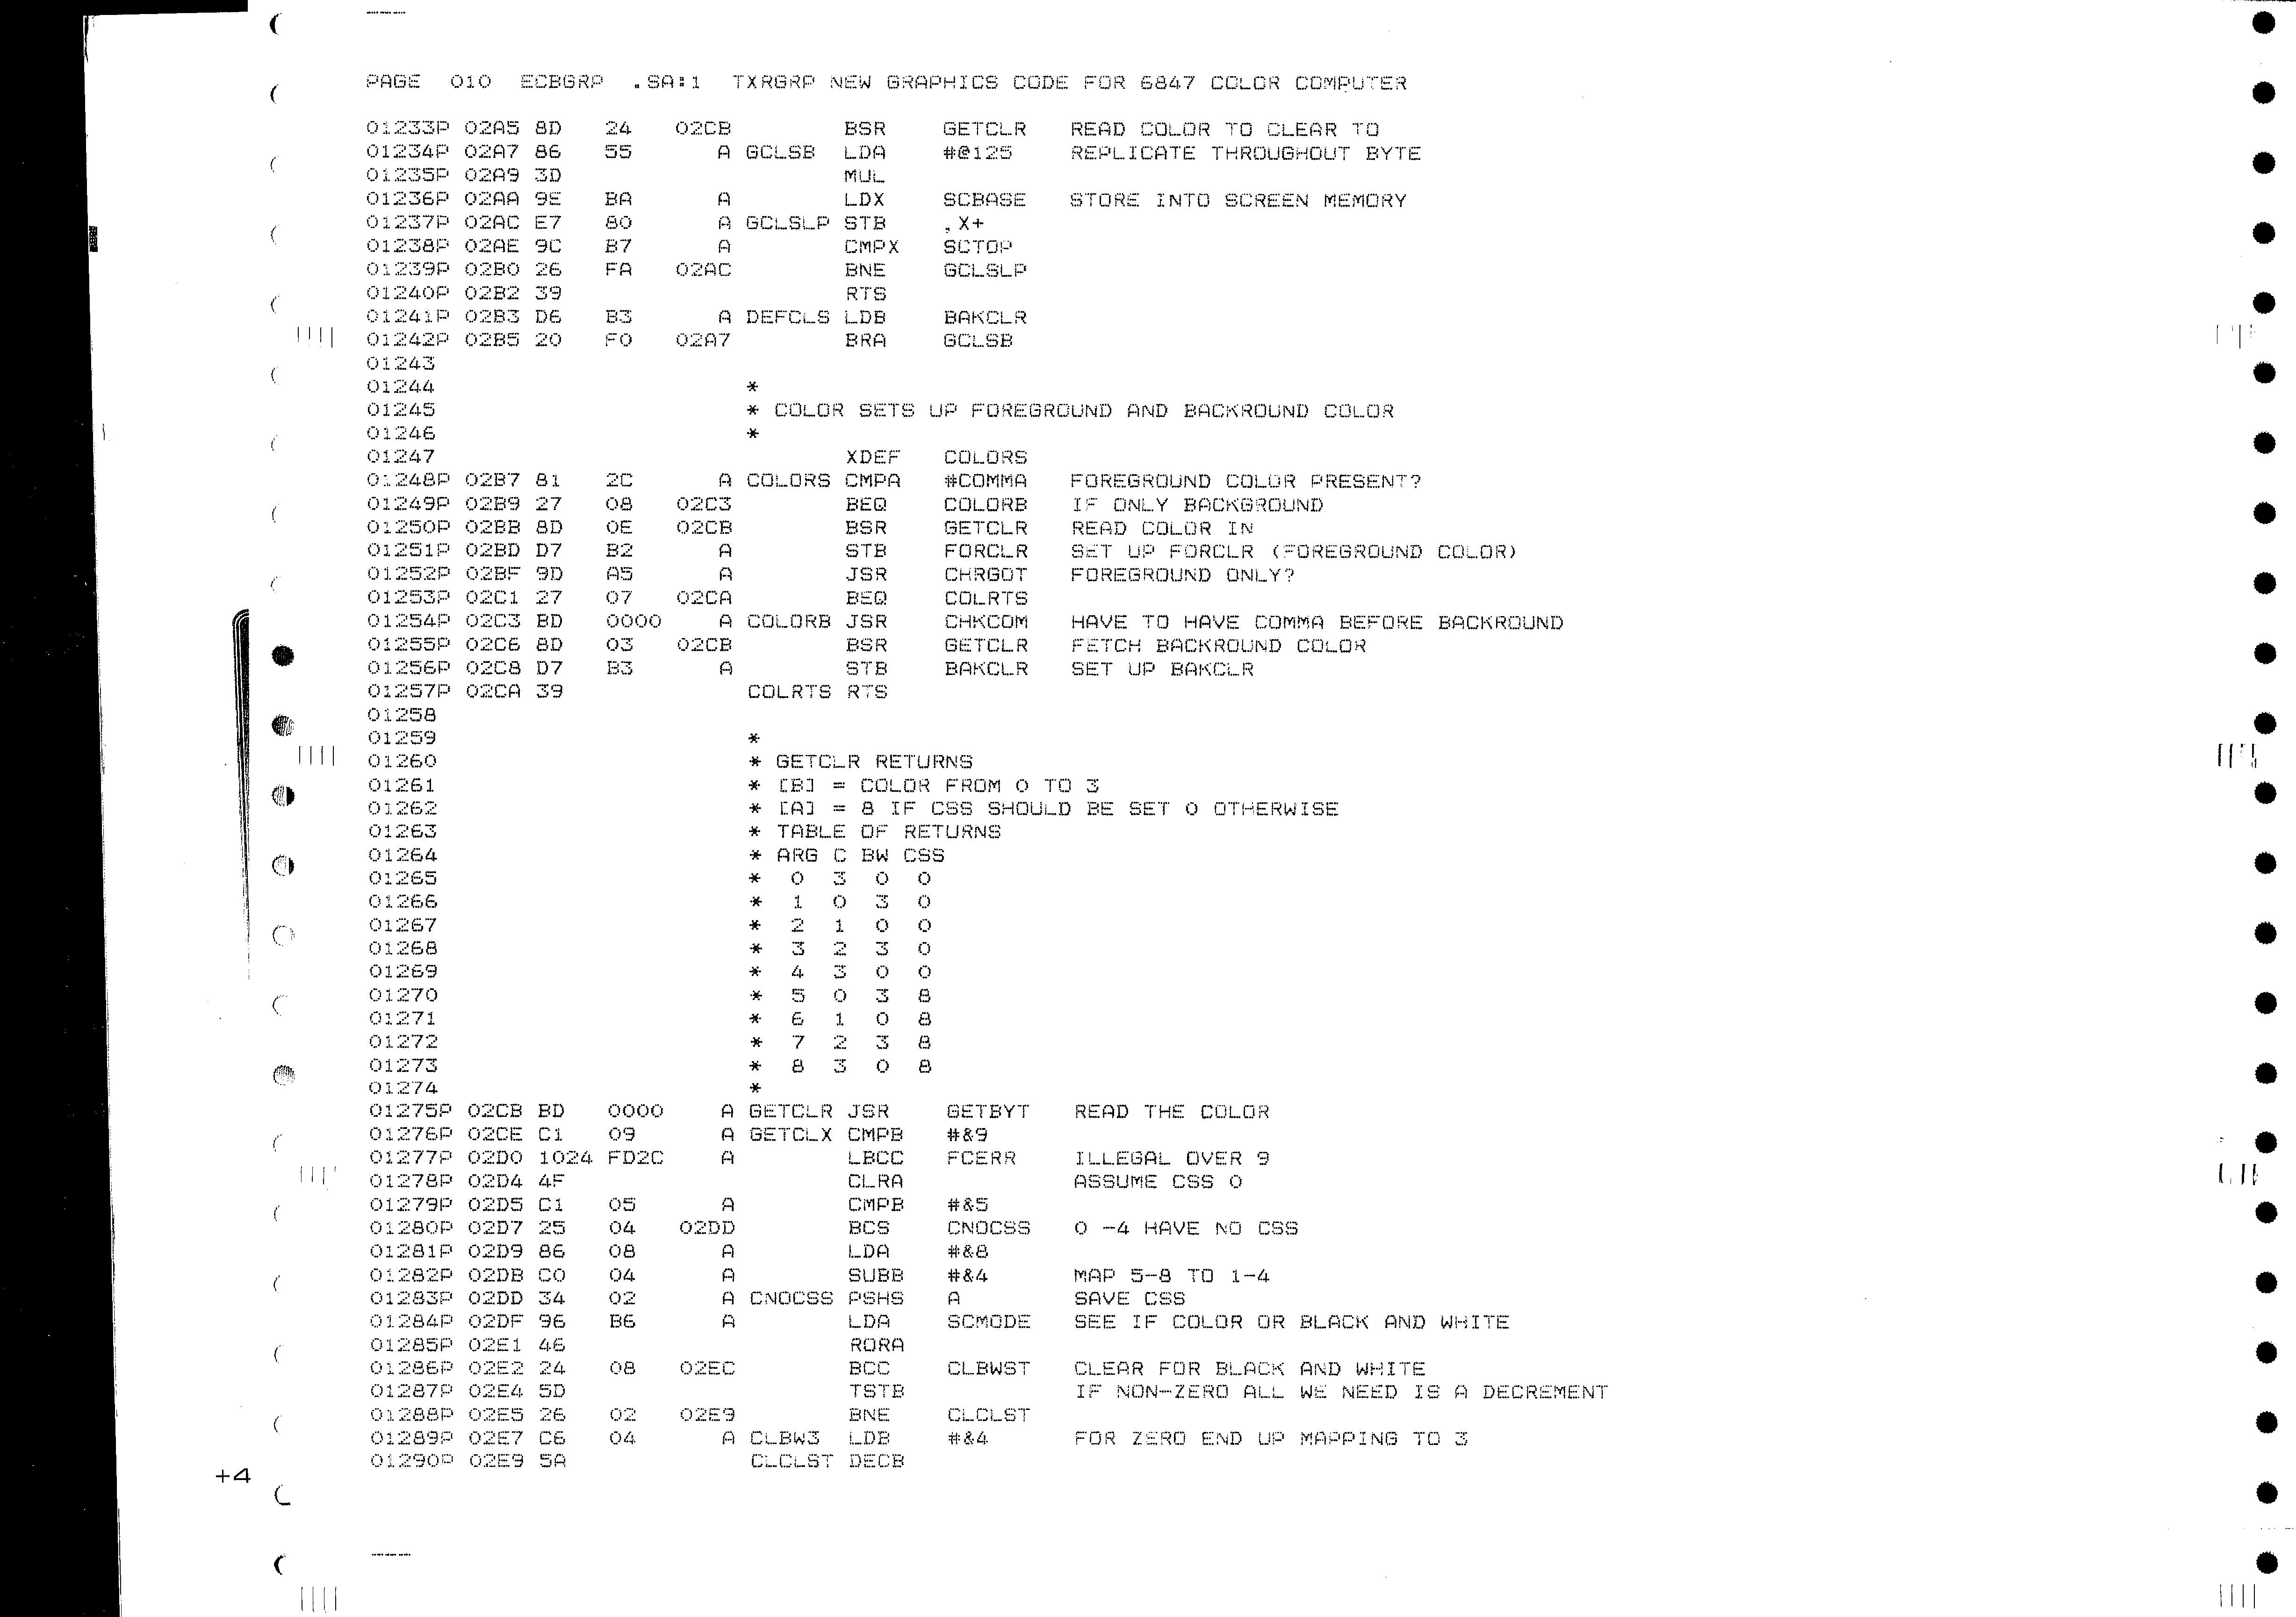 PAGE 010 ECBGRP .SA:1 TXRGRP NEW GRAPHICS CODE FOR 6847 COLOR COMPUTER
01233P 02A5 8D 24 02CB BSR GETCLR READ COLOR TO CLEAR TO
01234P 02A7 86 55 A GCLSB LDA #@125 REPLICATE THROUGHOUT BYTE
01235P 02A9 3D MUL
01236P 02AA 9E BA A LDX SCBASE STORE INTO SCREEN MEMORY
01237P 02AC E7 80 A GCLSLP STB ,X+
01238P 02AE 9C B7 A CMPX SCTOP
01239P 02B0 26 FA 02AC BNE GCLSLP
01240P 02B2 39 RTS
01241P 02B3 D6 B3 A DEFCLS LDB BAKCLR
01242P 02B5 20 F0 02A7 BRA GCLSB
01243
01244 *
01245 * COLOR SETS UP FOREGROUND AND BACKROUND COLOR
01246 *
01247 XDEF COLORS
01248P 02B7 81 2C A COLORS CMPA #COMMA FOREGROUND COLOR PRESENT?
01249P 02B9 27 08 02C3 BEQ COLORB IF ONLY BACKGROUND
01250P 02BB 8D 0E 02CB BSR GETCLR READ COLOR IN
01251P 02BD D7 B2 A STB FORCLR SET UP FORCLR (FOREGROUND COLOR)
01252P 02BF 9D A5 A JSR CHRGOT FOREGROUND ONLY?
01253P 02C1 27 07 02CA BEQ COLRTS
01254P 02C3 BD 0000 A COLORB JSR CHKCOM HAVE TO HAVE COMMA BEFORE BACKROUND
01255P 02C6 8D 03 02CB BSR GETCLR FETCH BACKROUND COLOR
01256P 02C8 D7 B3 A STB BAKCLR SET UP BAKCLR
01257P 02CA 39 COLRTS RTS
01258
01259 *
01260 * GETCLR RETURNS
01261 * [B] = COLOR FROM 0 TO 3
01262 * [A] = 8 IF CSS SHOULD BE SET 0 OTHERWISE
01263 * TABLE OF RETURNS
01264 * ARG C BW CSS
01265 * 0 3 0 0
01266 * 1 0 3 0
01267 * 2 1 0 0
01268 * 3 2 3 0
01269 * 4 3 0 0
01270 * 5 0 3 8
01271 * 6 1 0 8
01272 * 7 2 3 8
01273 * 8 3 0 8
01274 *
01275P 02CB BD 0000 A GETCLR JSR GETBYT READ THE COLOR
01276P 02CE C1 09 A GETCLX CMPB #&9
01277P 02D0 1024 FD2C A LBCC FCERR ILLEGAL OVER 9
01278P 02D4 4F CLRA ASSUME CSS 0
01279P 02D5 C1 05 A CMPB #&5
01280P 02D7 25 04 02DD BCS CNOCSS 0 -4 HAVE NO CSS
01281P 02D9 86 08 A LDA #&8
01282P 02DB C0 04 A SUBB #&4 MAP 5-8 TO 1-4
01283P 02DD 34 02 A CNOCSS PSHS A SAVE CSS
01284P 02DF 96 B6 A LDA SCMODE SEE IF COLOR OR BLACK AND WHITE
01285P 02E1 46 RORA
01286P 02E2 24 08 02EC BCC CLBWST CLEAR FOR BLACK AND WHITE
01287P 02E4 5D TSTB IF NON-ZERO ALL WE NEED IS A DECREMENT
01288P 02E5 26 02 02E9 BNE CLCLST
01289P 02E7 C6 04 A CLBW3 LDB #&4 FOR ZERO END UP MAPPING TO 3
01290P 02E9 5A CLCLST DECB
+4